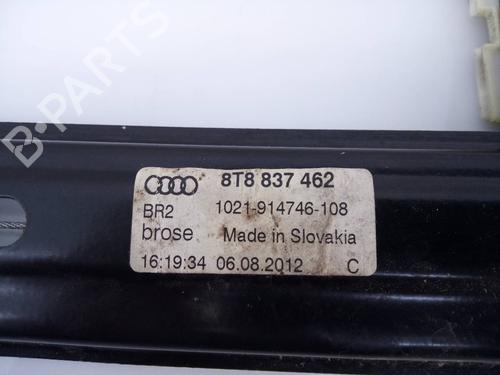 8T8 837 462
BR2 1021-914746-108
brose Made in Slovakia
16:19:34 06.08.2012 C
B-PARTS